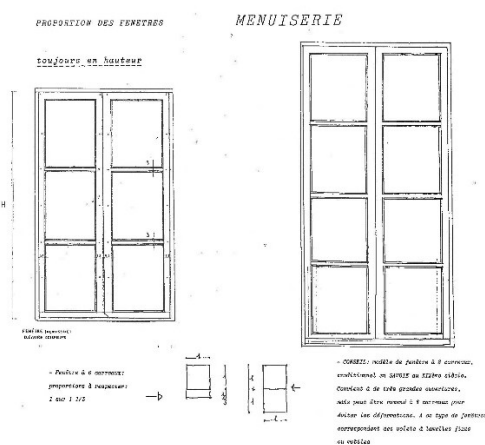 PROPORTION DES FENETRES
MENUISERIE
toujours en hauteur
H
- Fenêtre à 6 carreaux:
proportions à respecter:
1 sur 1 1/2
- CONSEIL: modèle de fenêtre à 8 carreaux,
traditionnel en SAVOIE au XIXème siècle.
Convient à de très grandes ouvertures,
mais peut être ramené à 6 carreaux pour
éviter les déformations. A ce type de fenêtre
correspondent des volets à lamelles fixes
ou mobiles